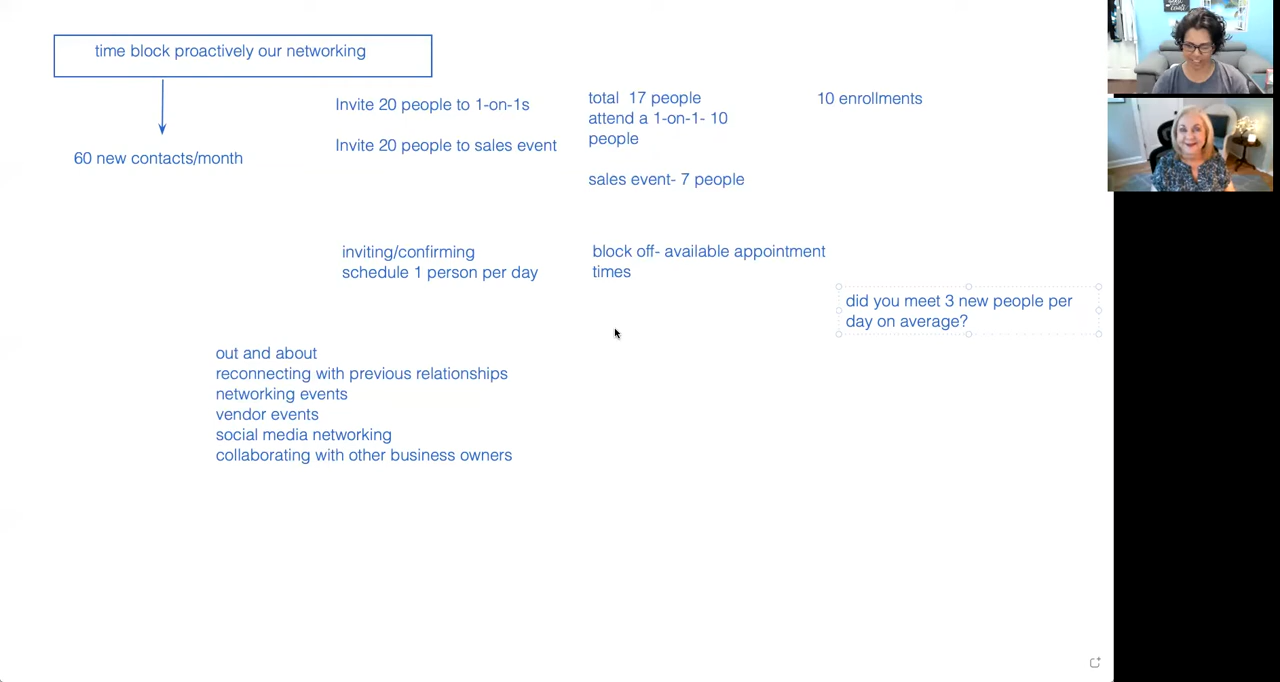 time block proactively our networking
Invite 20 people to 1-on-1s
Invite 20 people to sales event
60 new contacts/month
total  17 people
attend a 1-on-1- 10
people
sales event- 7 people
10 enrollments
inviting/confirming
schedule 1 person per day
block off- available appointment
times
did you meet 3 new people per
day on average?
out and about
reconnecting with previous relationships
networking events
vendor events
social media networking
collaborating with other business owners